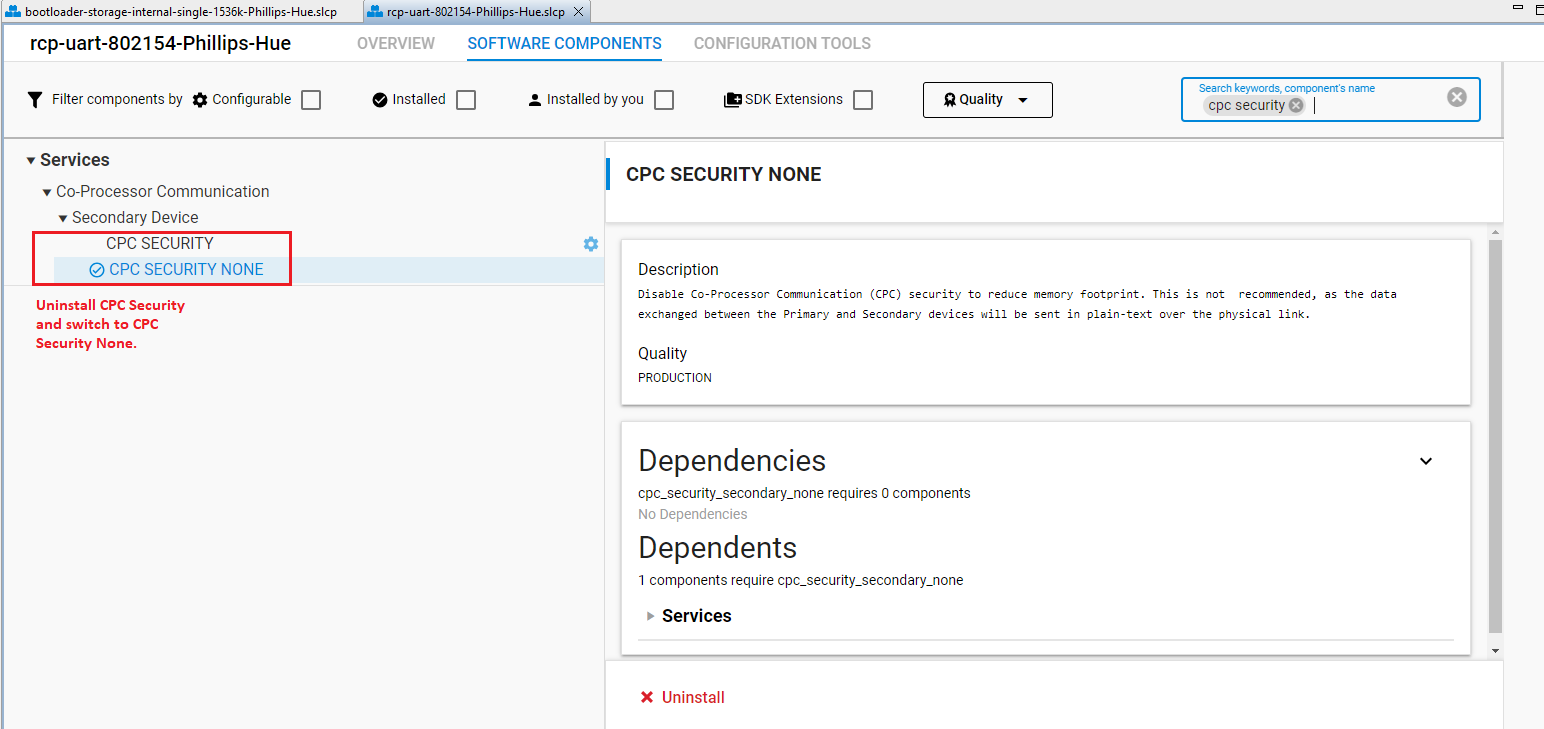 bootloader-storage-internal-single-1536k-Phillips-Hue.slcp
rcp-uart-802154-Phillips-Hue.slcp
rcp-uart-802154-Phillips-Hue
OVERVIEW
SOFTWARE COMPONENTS
CONFIGURATION TOOLS
Filter components by
Configurable
Installed
Installed by you
SDK Extensions
Quality
Search keywords, component's name
cpc security
Services
Co-Processor Communication
Secondary Device
CPC SECURITY
CPC SECURITY NONE
Uninstall CPC Security
and switch to CPC
Security None.
CPC SECURITY NONE
Description
Disable Co-Processor Communication (CPC) security to reduce memory footprint. This is not  recommended, as the data
exchanged between the Primary and Secondary devices will be sent in plain-text over the physical link.
Quality
PRODUCTION
Dependencies
cpc_security_secondary_none requires 0 components
No Dependencies
Dependents
1 components require cpc_security_secondary_none
Services
Uninstall